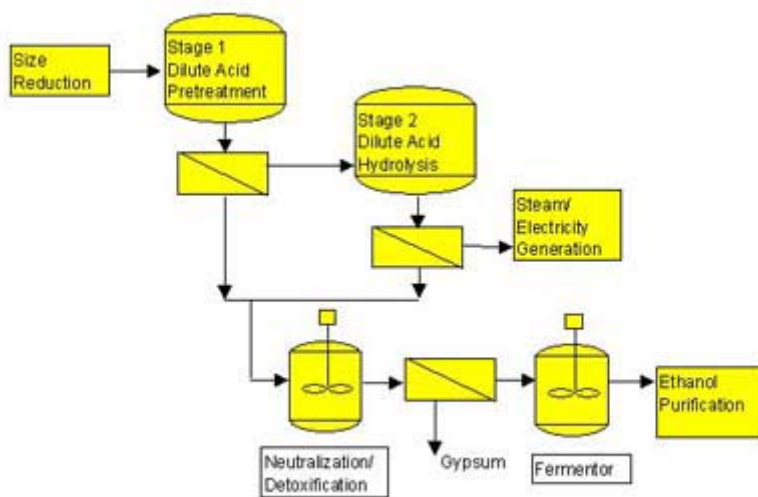 Size
Reduction
Stage 1
Dilute Acid
Pretreatment
Stage 2
Dilute Acid
Hydrolysis
Steam/
Electricity
Generation
Ethanol
Purification
Neutralization/
Detoxification
Gypsum
Fermentor